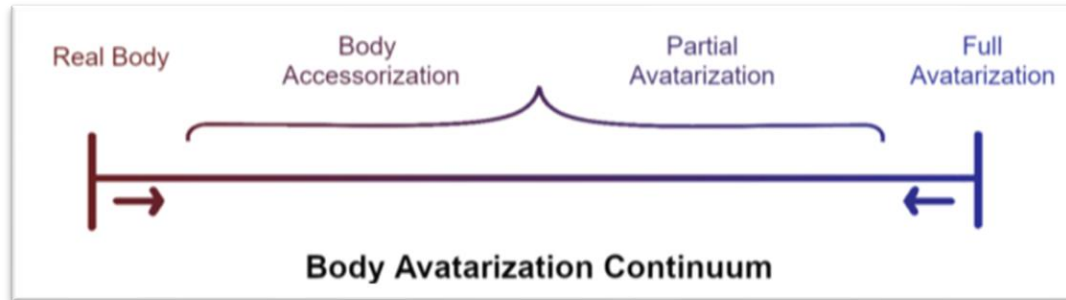 Real Body
Body
Accessorization
Partial
Avatarization
Full
Avatarization
Body Avatarization Continuum